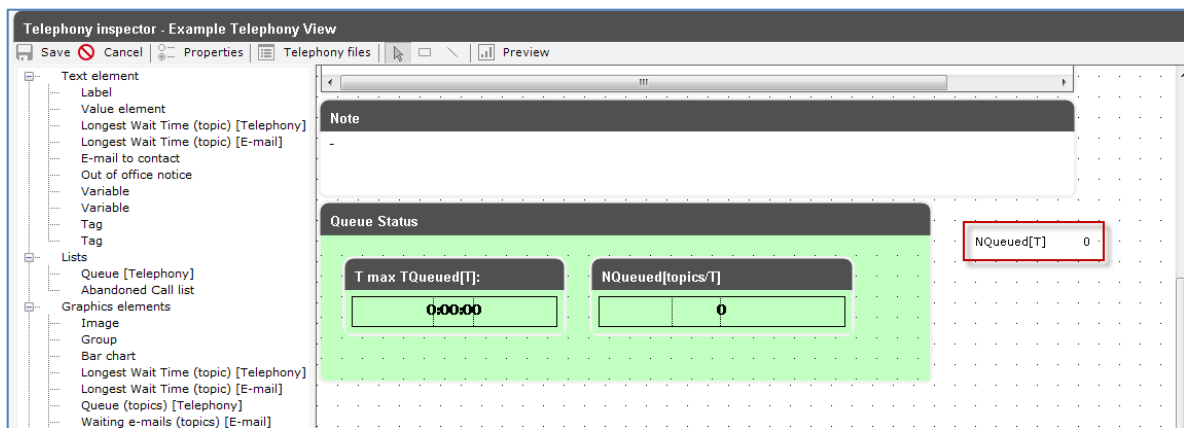 Telephony inspector - Example Telephony View
Save Cancel Properties Telephony files Preview
Text element
Label
Value element
Longest Wait Time (topic) [Telephony]
Longest Wait Time (topic) [E-mail]
E-mail to contact
Out of office notice
Variable
Variable
Tag
Tag
Lists
Queue [Telephony]
Abandoned Call list
Graphics elements
Image
Group
Bar chart
Longest Wait Time (topic) [Telephony]
Longest Wait Time (topic) [E-mail]
Queue (topics) [Telephony]
Waiting e-mails (topics) [E-mail]
Note
-
Queue Status
T max TQueued[T]:
0:00:00
NQueued[topics/T]
0
NQueued[T] 0